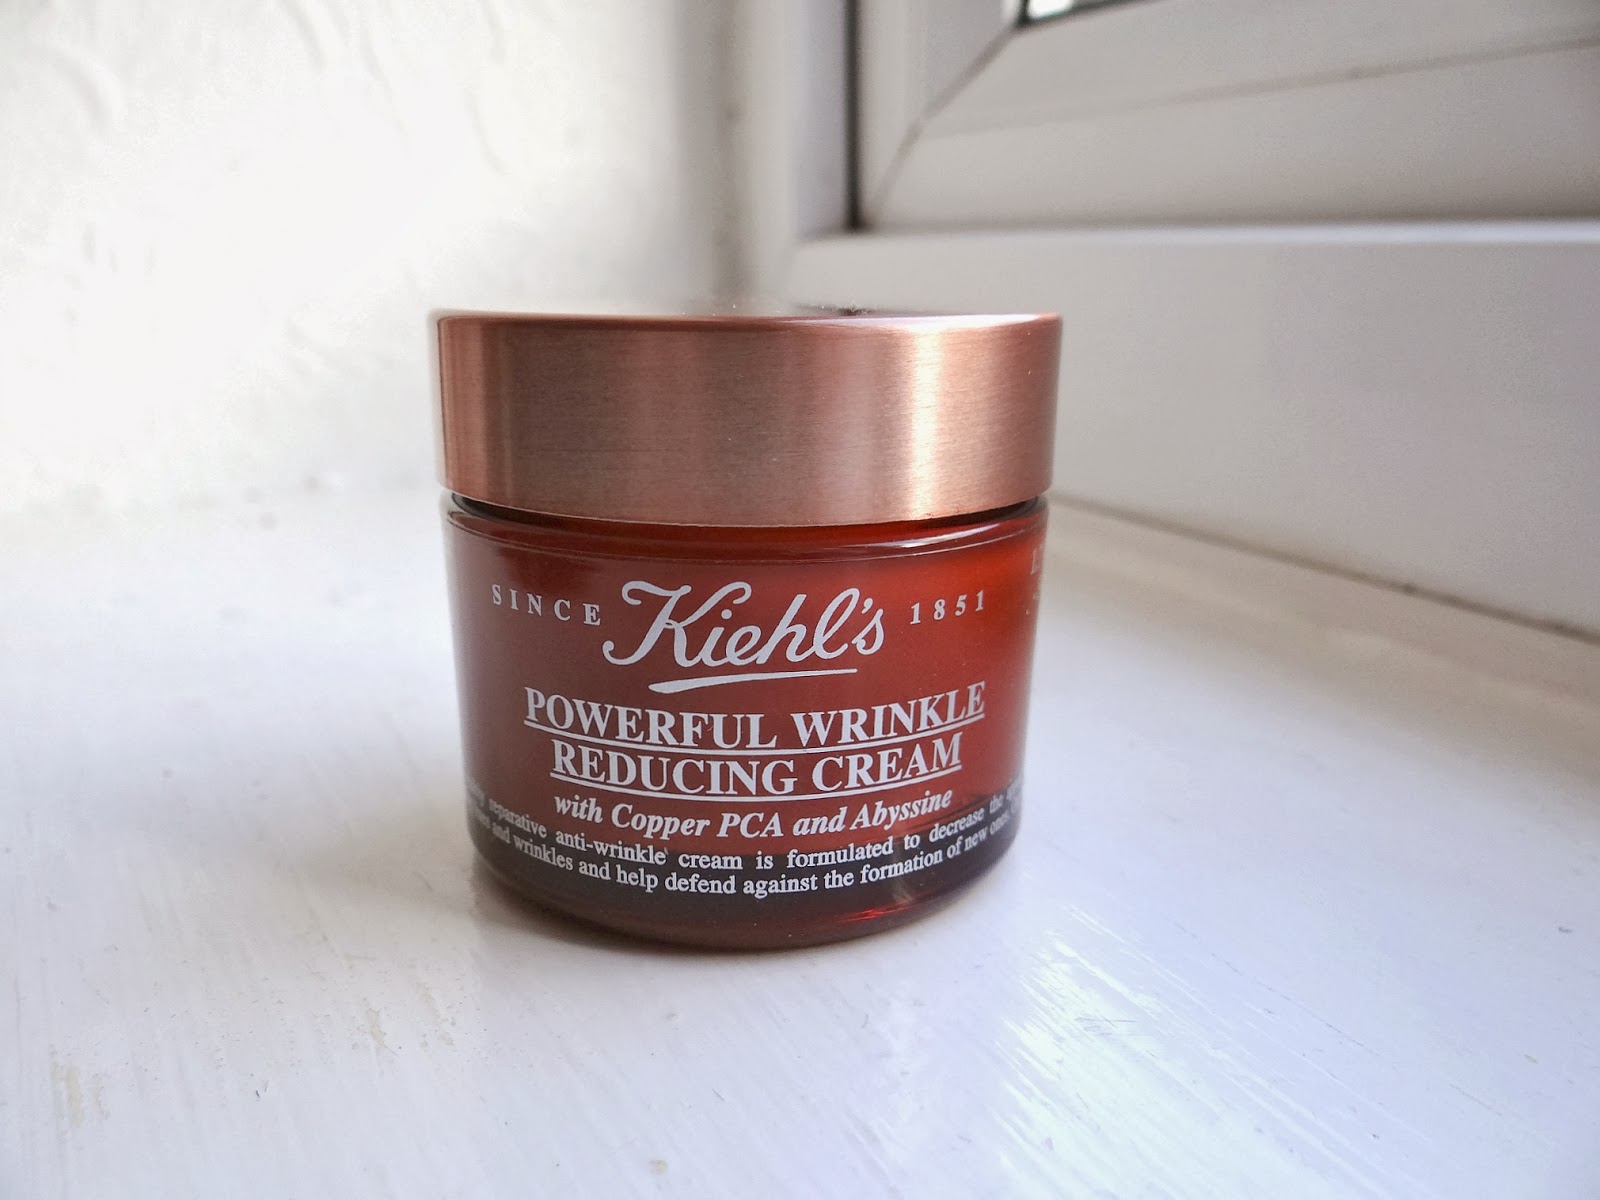 SINCE Kiehl's 1851
POWERFUL WRINKLE
REDUCING CREAM
with Copper PCA and Abyssine
reparative anti-wrinkle cream is formulated to decrease the
and wrinkles and help defend against the formation of new ones.